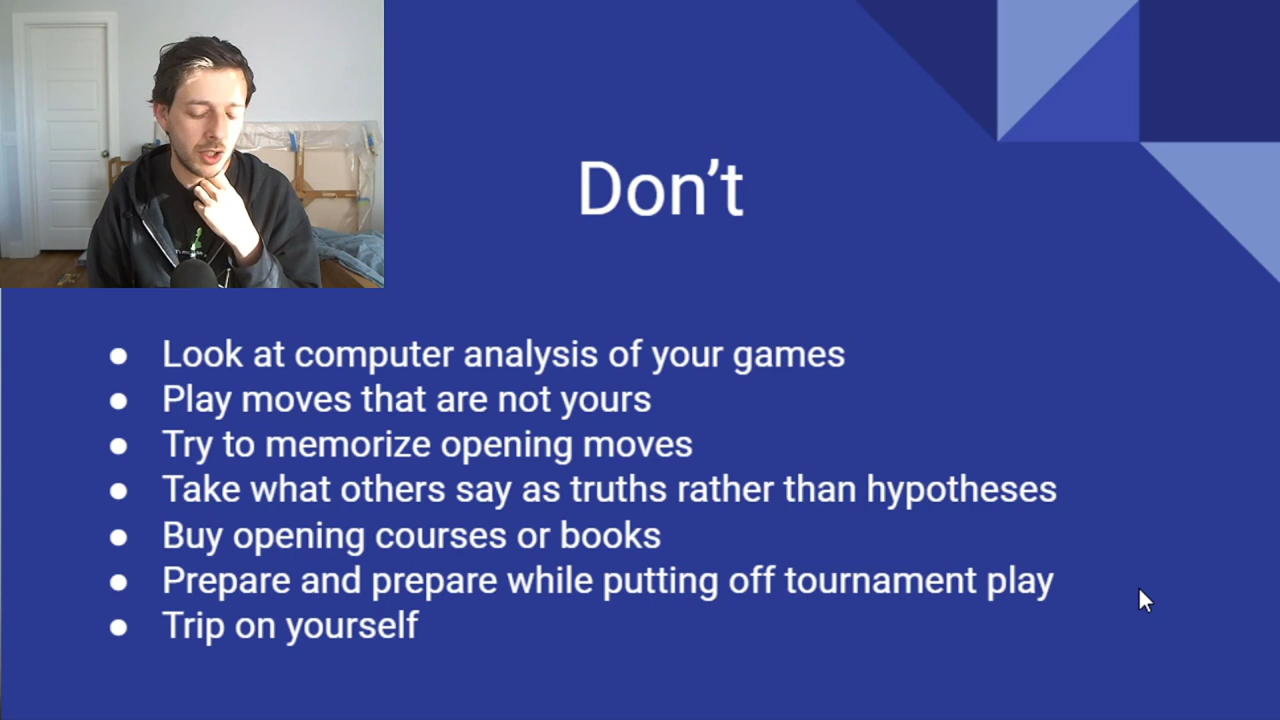 Don’t
Look at computer analysis of your games
Play moves that are not yours
Try to memorize opening moves
Take what others say as truths rather than hypotheses
Buy opening courses or books
Prepare and prepare while putting off tournament play
Trip on yourself